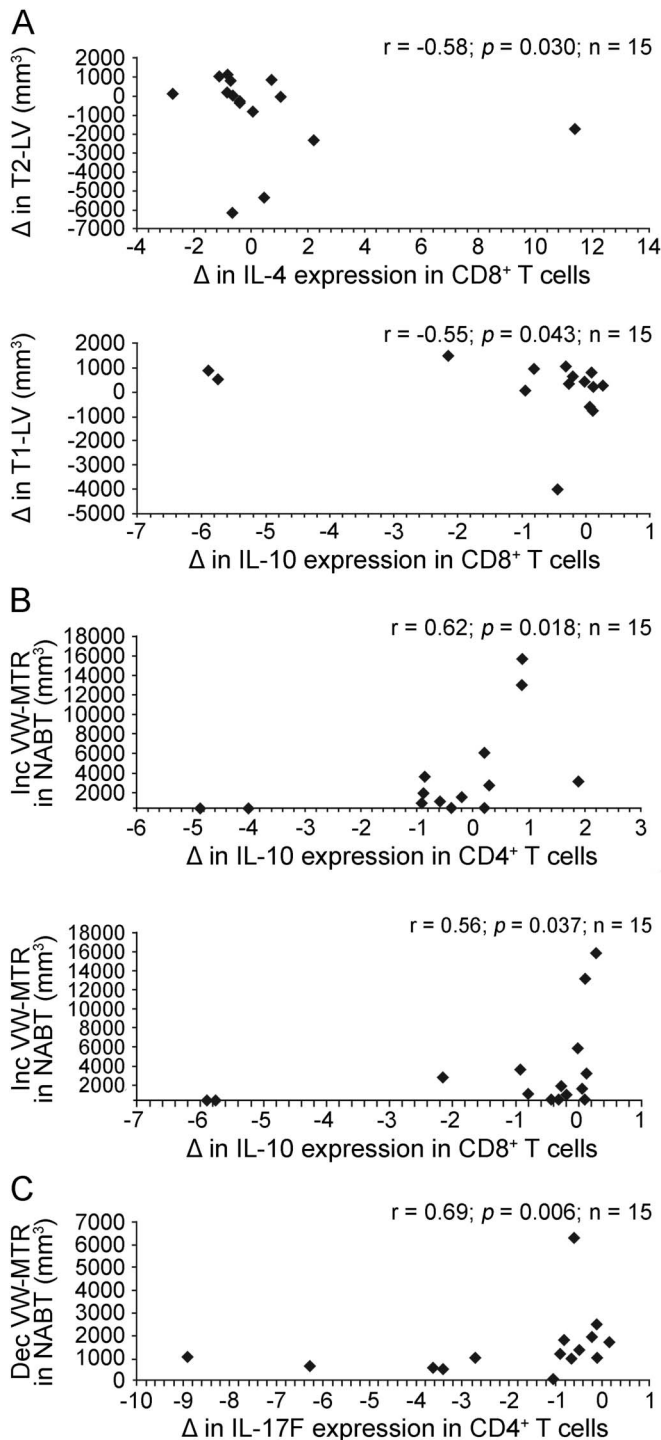 A
r = -0.58; p = 0.030; n = 15
Δ in T2-LV (mm³)
2000
1000
0
-1000
-2000
-3000
-4000
-5000
-6000
-7000
-4 -2 0 2 4 6 8 10 12 14
Δ in IL-4 expression in CD8⁺ T cells
r = -0.55; p = 0.043; n = 15
Δ in T1-LV (mm³)
2000
1000
0
-1000
-2000
-3000
-4000
-5000
-7 -6 -5 -4 -3 -2 -1 0 1
Δ in IL-10 expression in CD8⁺ T cells
B
r = 0.62; p = 0.018; n = 15
Inc VW-MTR
in NABT (mm³)
18000
16000
14000
12000
10000
8000
6000
4000
2000
-6 -5 -4 -3 -2 -1 0 1 2 3
Δ in IL-10 expression in CD4⁺ T cells
r = 0.56; p = 0.037; n = 15
Inc VW-MTR
in NABT (mm³)
18000
16000
14000
12000
10000
8000
6000
4000
2000
-7 -6 -5 -4 -3 -2 -1 0 1
Δ in IL-10 expression in CD8⁺ T cells
C
r = 0.69; p = 0.006; n = 15
Dec VW-MTR
in NABT (mm³)
7000
6000
5000
4000
3000
2000
1000
0
-10 -9 -8 -7 -6 -5 -4 -3 -2 -1 0 1
Δ in IL-17F expression in CD4⁺ T cells